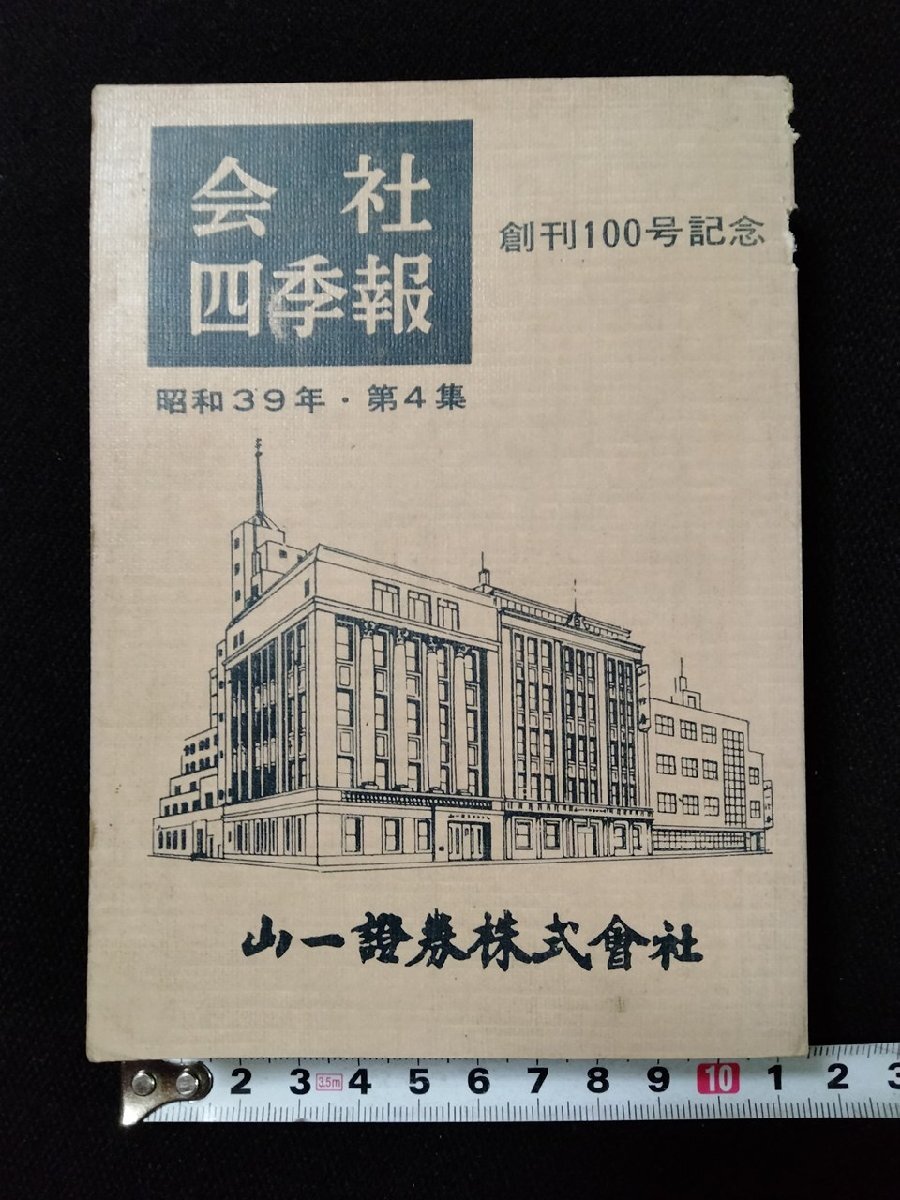 会社
四季報
創刊100号記念
昭和39年・第4集
山一證券株式會社
2 3 3.5m 4 5 6 7 8 9 10 1 2 3